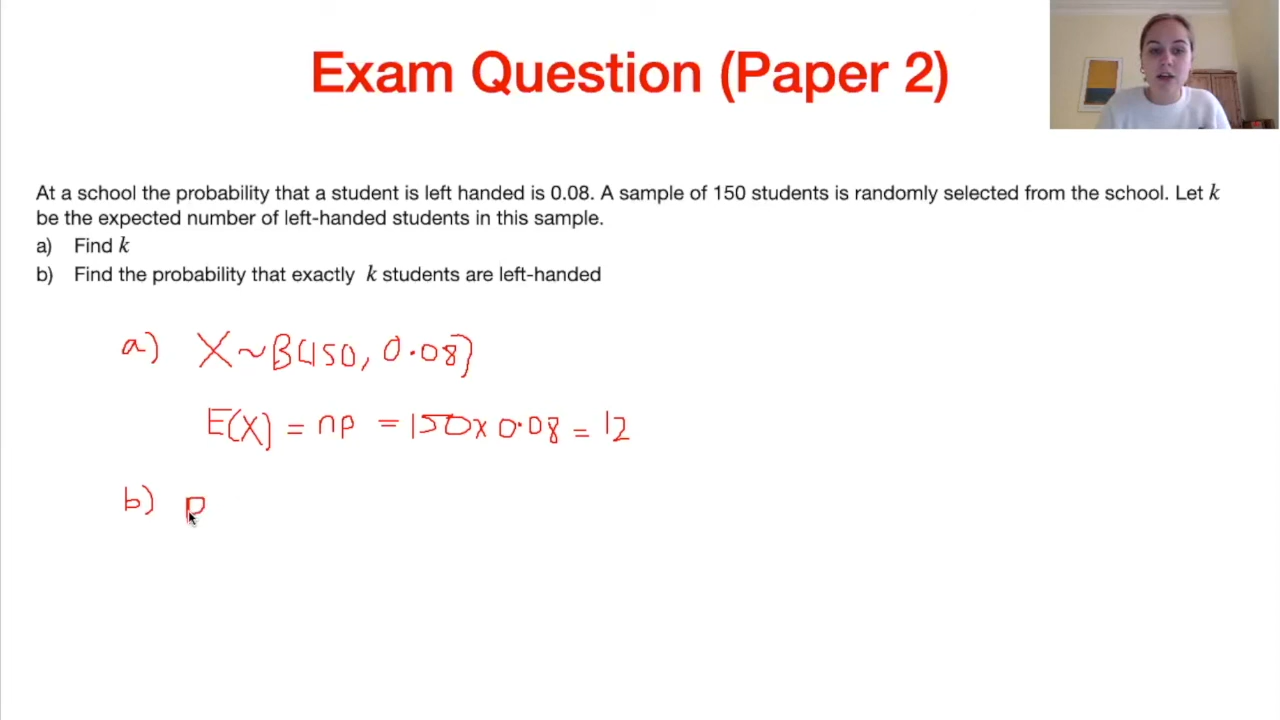 Exam Question (Paper 2)
At a school the probability that a student is left handed is 0.08. A sample of 150 students is randomly selected from the school. Let k
be the expected number of left-handed students in this sample.
a) Find k
b) Find the probability that exactly k students are left-handed
a) X~B(150, 0.08)
E(X) = np = 150x0.08 = 12
b) P